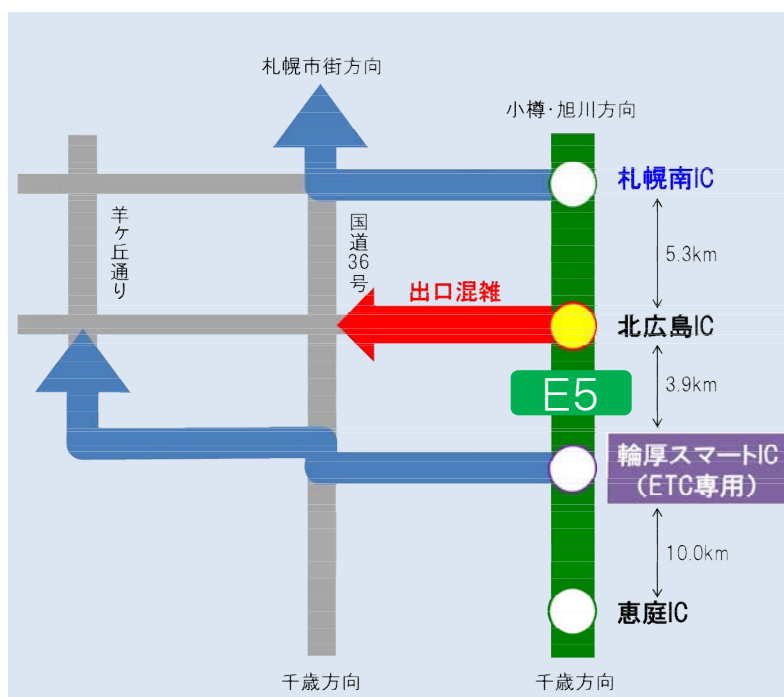 札幌市街方向
小樽・旭川方向
札幌南IC
羊ヶ丘通り
国道36号
5.3km
出口混雑
北広島IC
E5
3.9km
輪厚スマートIC
（ETC専用）
10.0km
恵庭IC
千歳方向
千歳方向